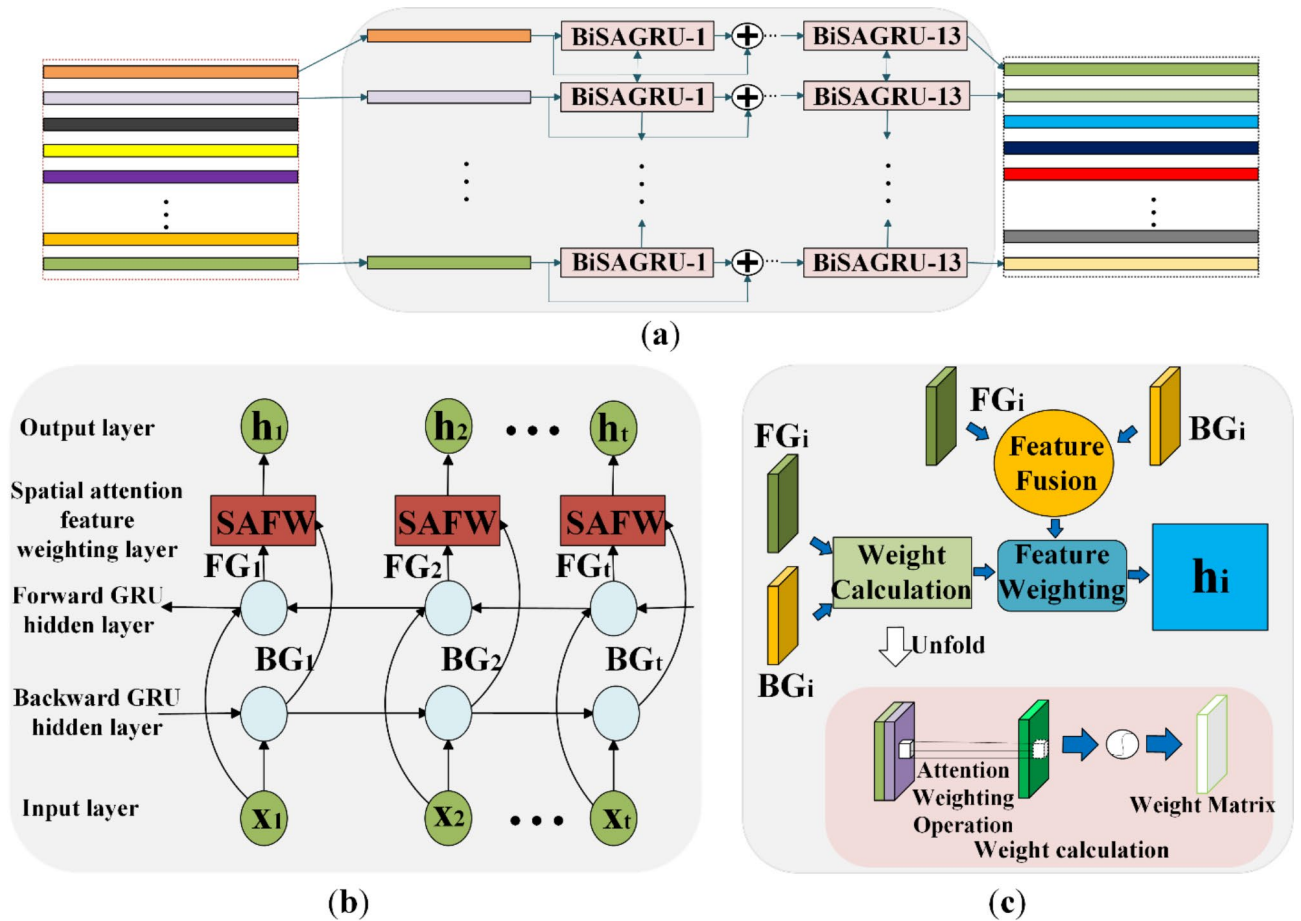 BiSAGRU-1
BiSAGRU-13
BiSAGRU-1
BiSAGRU-13
BiSAGRU-1
BiSAGRU-13
(a)
Output layer
h1
h2
ht
Spatial attention
feature
weighting layer
SAFW
SAFW
SAFW
FG1
FG2
FGt
Forward GRU
hidden layer
BG1
BG2
BGt
Backward GRU
hidden layer
Input layer
x1
x2
xt
(b)
FGi
BGi
Feature
Fusion
FGi
Weight
Calculation
Feature
Weighting
hi
BGi
Unfold
Attention
Weighting
Operation
Weight Matrix
Weight calculation
(c)